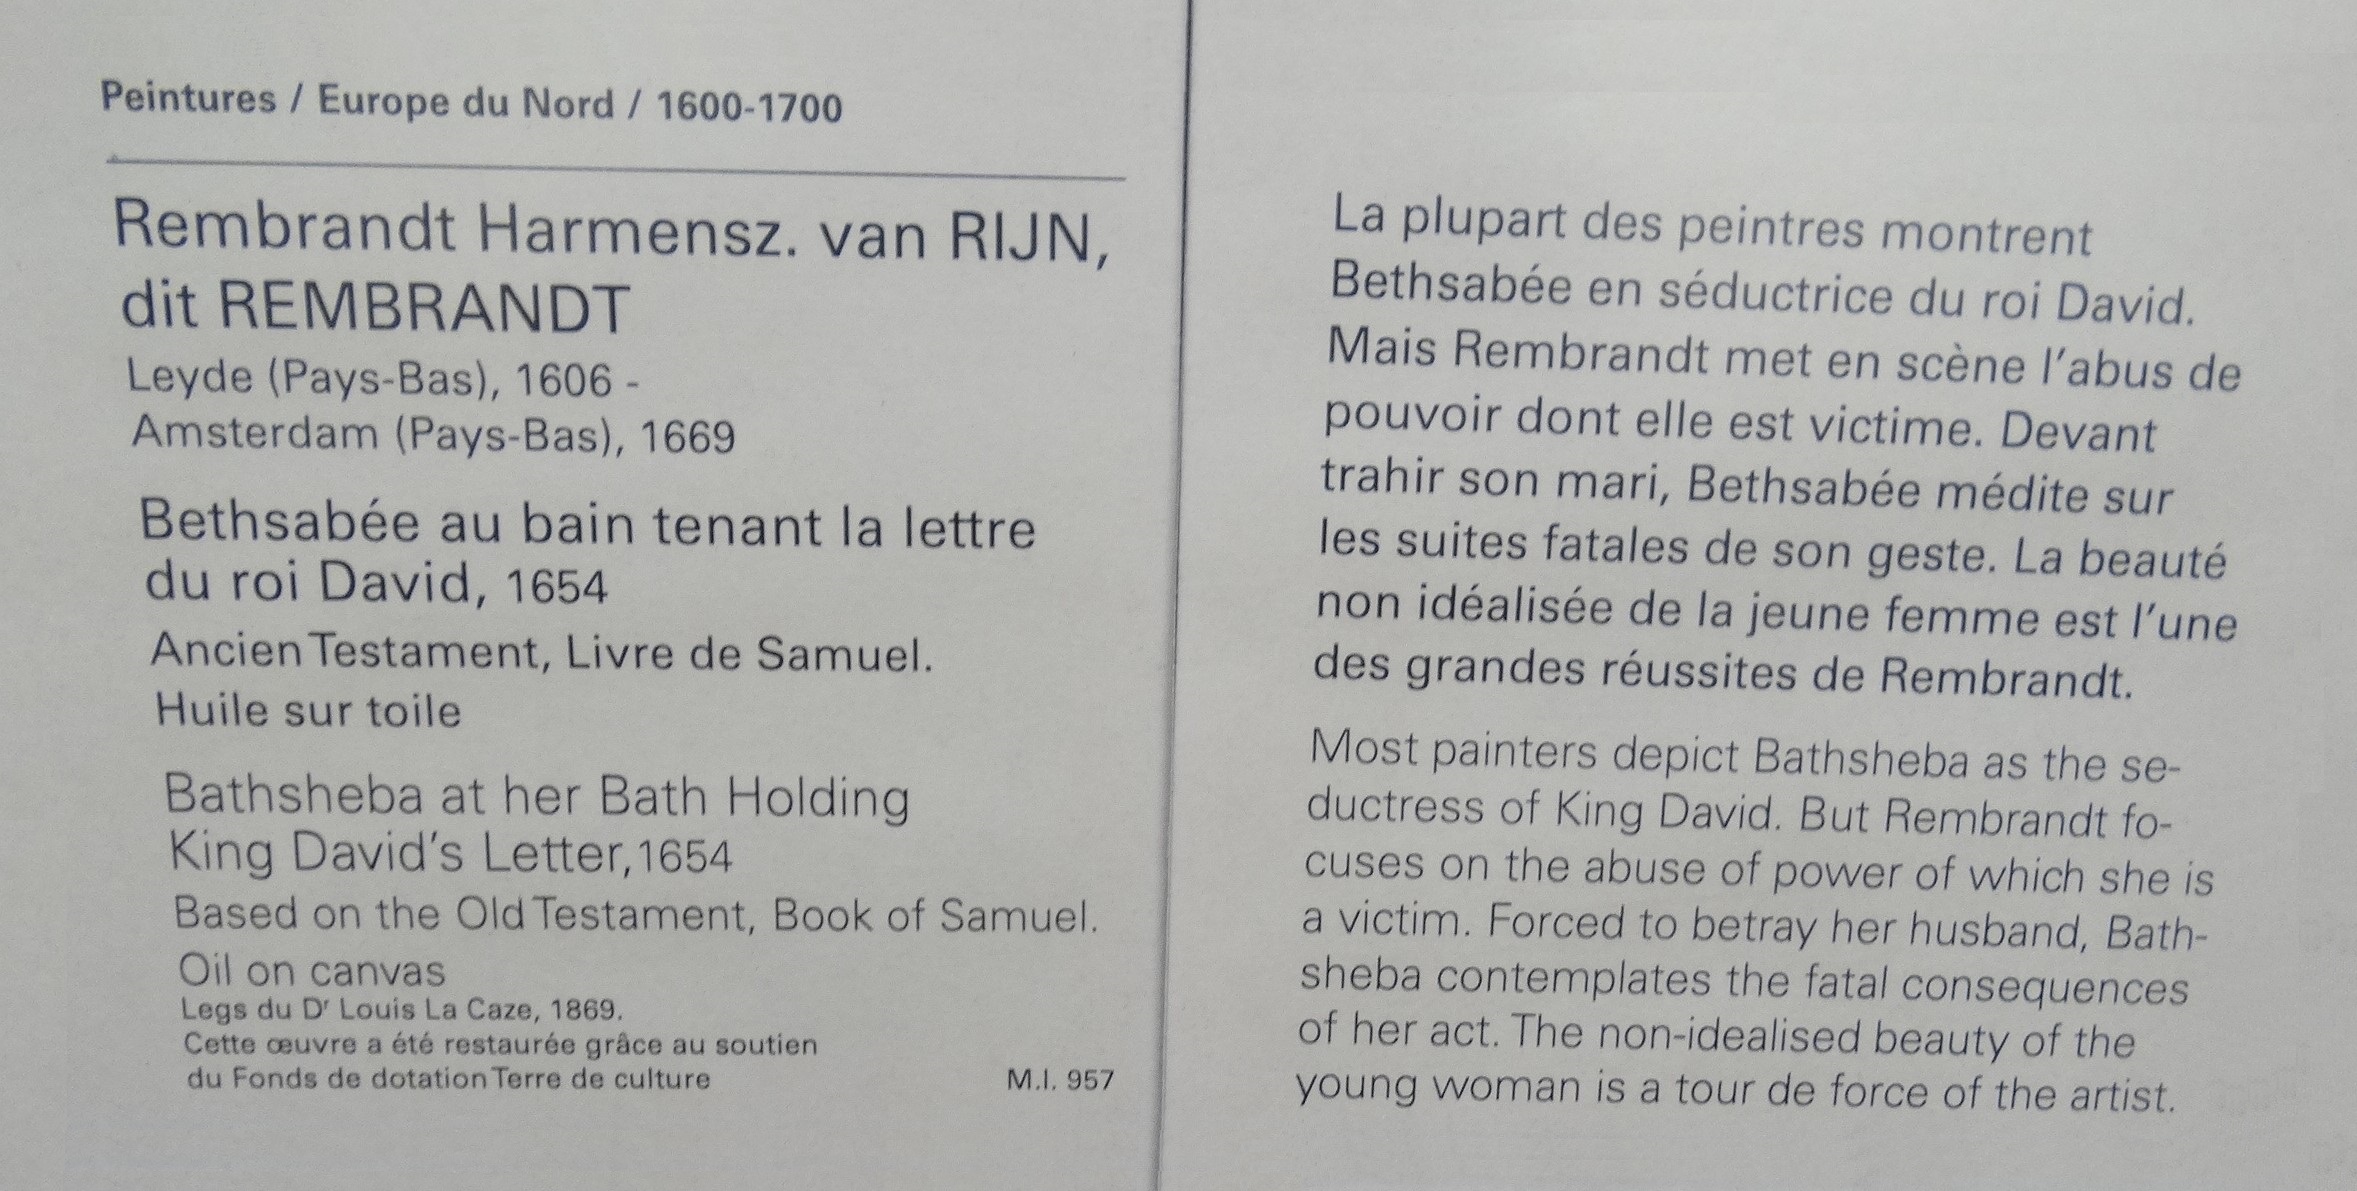 Peintures / Europe du Nord / 1600-1700
Rembrandt Harmensz. van RIJN,
dit REMBRANDT
Leyde (Pays-Bas), 1606 -
Amsterdam (Pays-Bas), 1669
Bethsabée au bain tenant la lettre
du roi David, 1654
Ancien Testament, Livre de Samuel.
Huile sur toile
Bathsheba at her Bath Holding
King David's Letter, 1654
Based on the Old Testament, Book of Samuel.
Oil on canvas
Legs du Dr Louis La Caze, 1869.
Cette œuvre a été restaurée grâce au soutien
du Fonds de dotation Terre de culture
M.I. 957
La plupart des peintres montrent
Bethsabée en séductrice du roi David.
Mais Rembrandt met en scène l'abus de
pouvoir dont elle est victime. Devant
trahir son mari, Bethsabée médite sur
les suites fatales de son geste. La beauté
non idéalisée de la jeune femme est l'une
des grandes réussites de Rembrandt.
Most painters depict Bathsheba as the se-
ductress of King David. But Rembrandt fo-
cuses on the abuse of power of which she is
a victim. Forced to betray her husband, Bath-
sheba contemplates the fatal consequences
of her act. The non-idealised beauty of the
young woman is a tour de force of the artist.